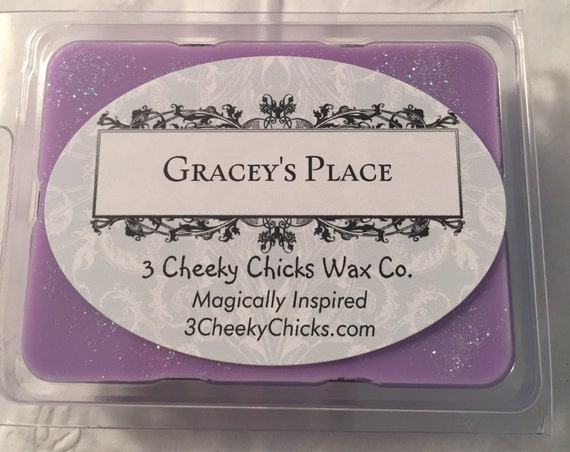 Gracey's Place
3 Cheeky Chicks Wax Co.
Magically Inspired
3CheekyChicks.com